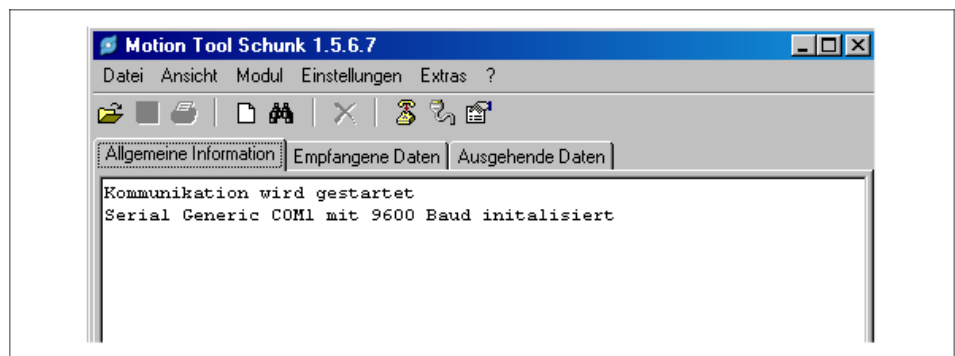 Motion Tool Schunk 1.5.6.7
Datei Ansicht Modul Einstellungen Extras ?
Allgemeine Information Empfangene Daten Ausgehende Daten
Kommunikation wird gestartet
Serial Generic COM1 mit 9600 Baud initalisiert